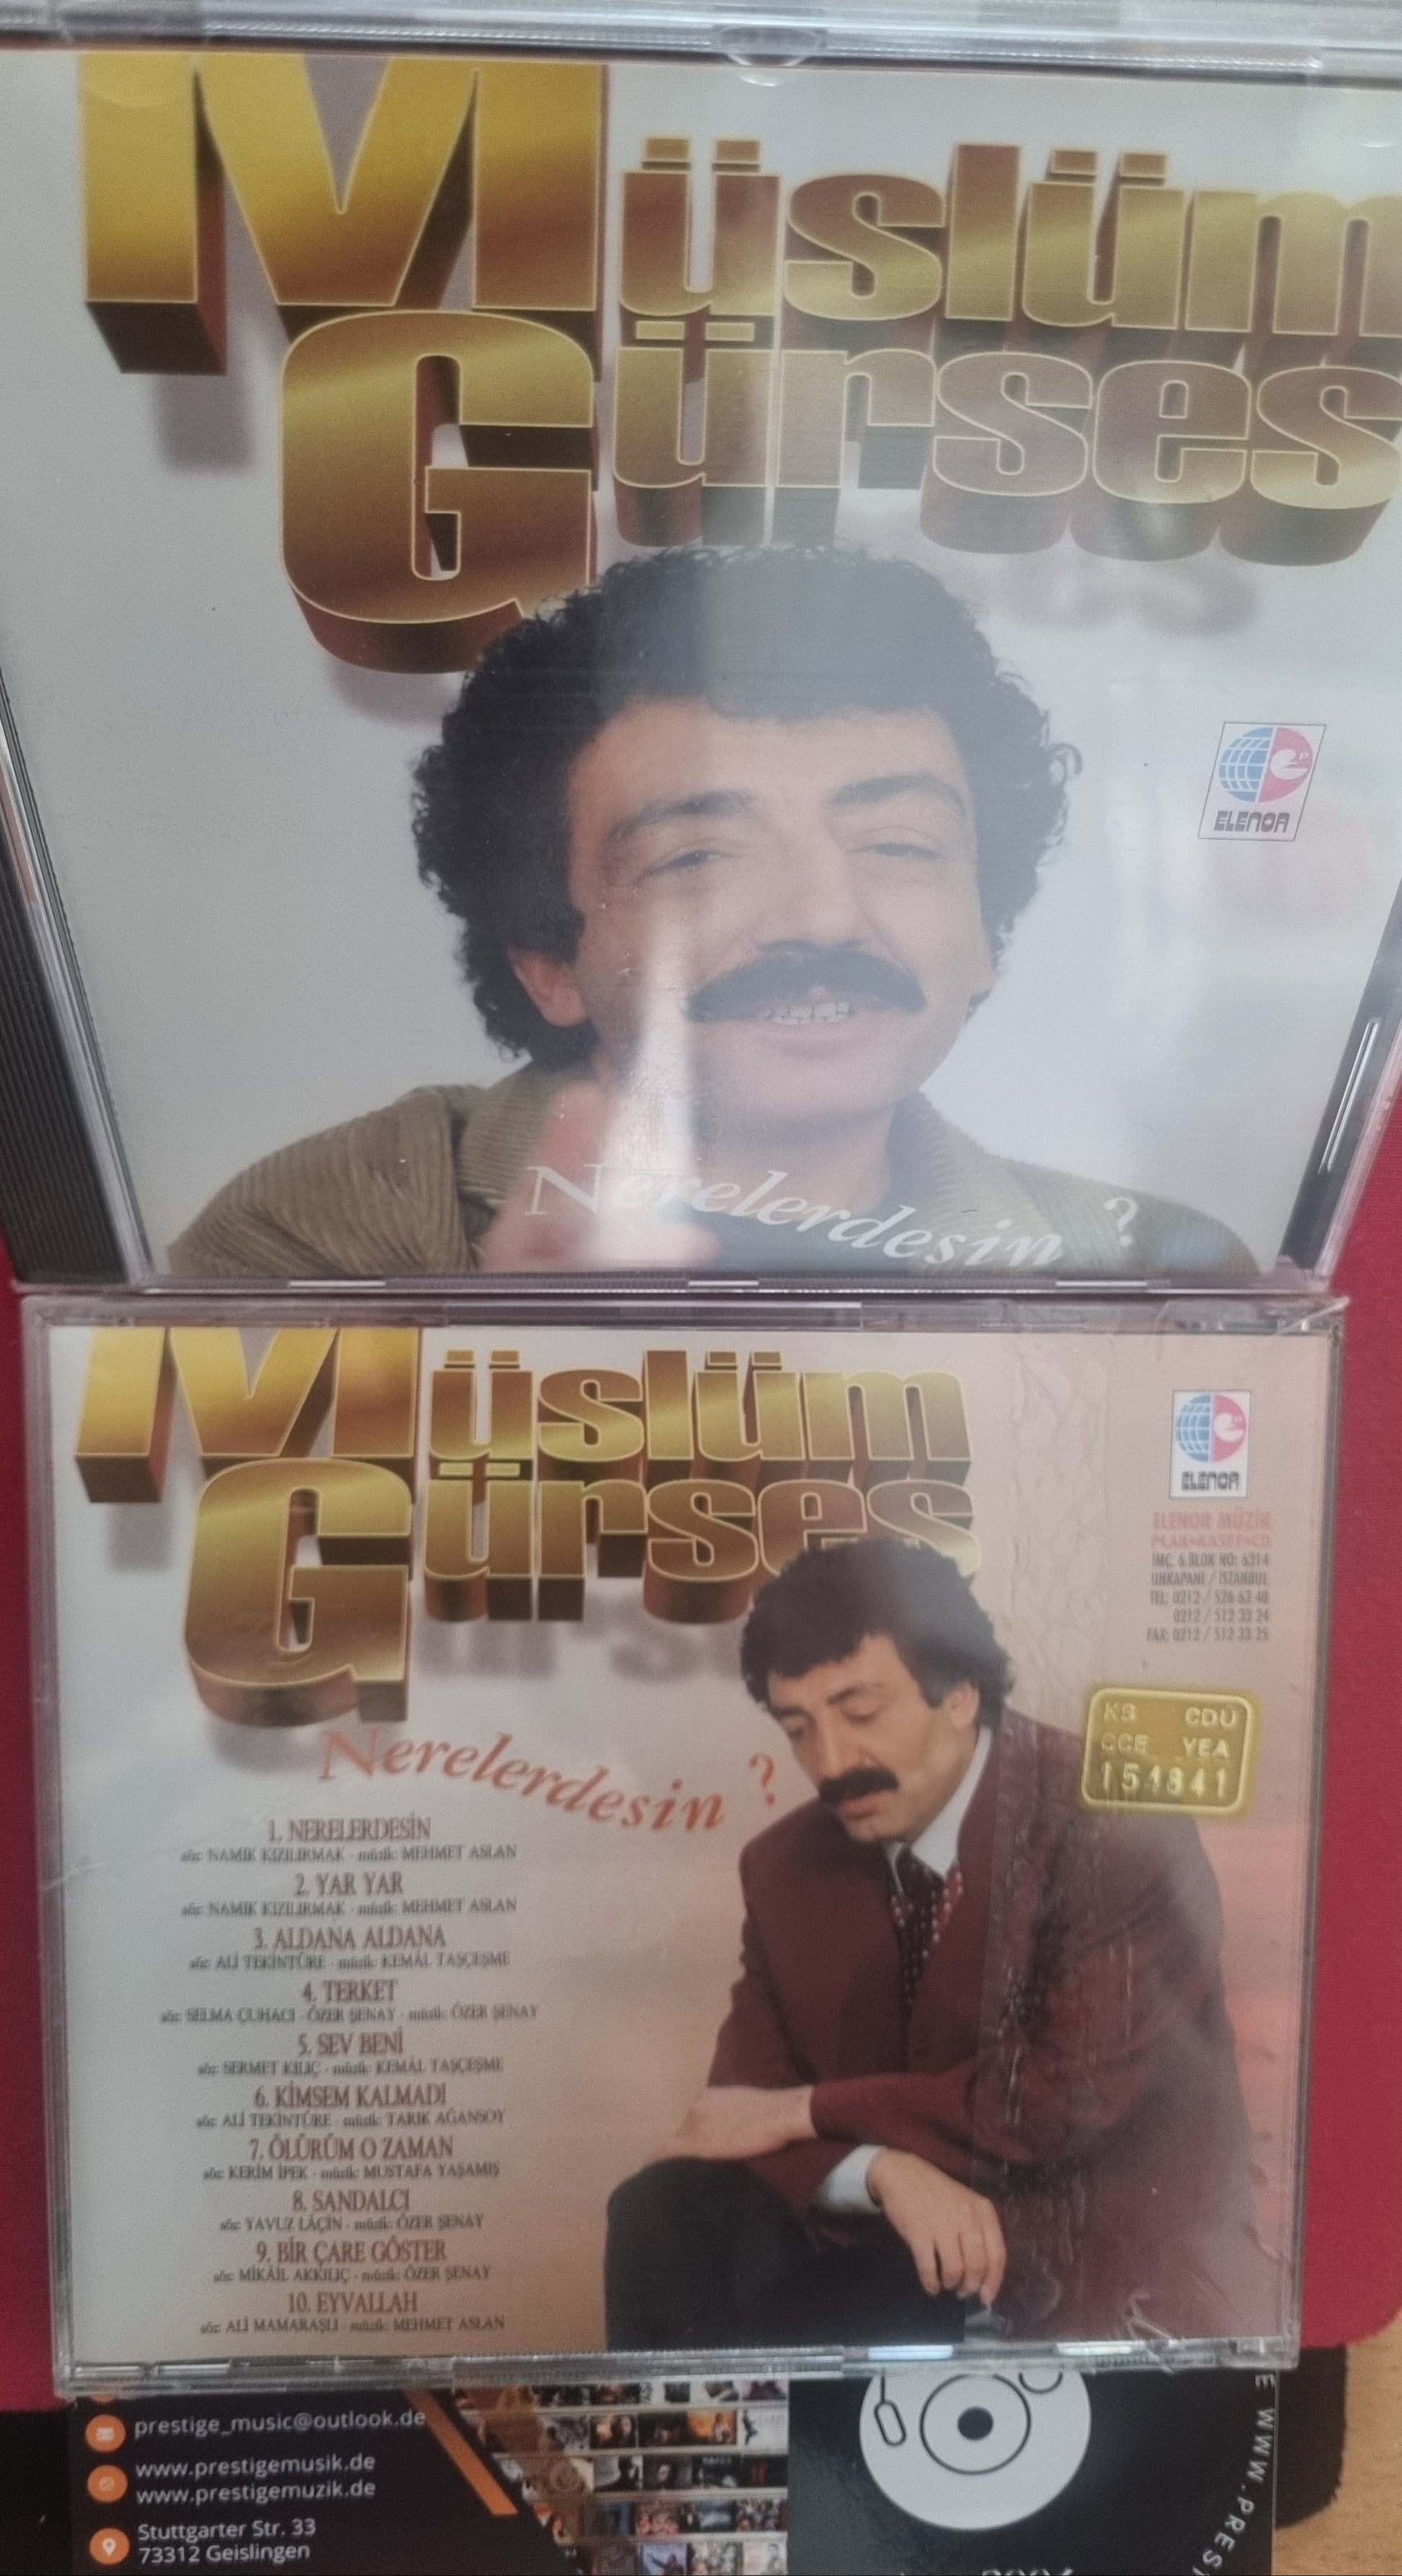 Müslüm
Gürses
ELENOR
Nerelerdesin ?
Müslüm
Gürses
ELENOR
ELENOR MÜZİK
PLAK•KASET•CD
İMÇ. 6.BLOK NO: 6314
UNKAPANI / İSTANBUL
TEL: 0212 / 526 63 48
0212 / 512 33 24
FAX: 0212 / 512 33 25
KB CDÜ
CCE YEA
154841
Nerelerdesin ?
1. NERELERDESİN
söz: NAMIK KIZILIRMAK - müzik: MEHMET ASLAN
2. YAR YAR
söz: NAMIK KIZILIRMAK - müzik: MEHMET ASLAN
3. ALDANA ALDANA
söz: ALİ TEKİNTÜRE - müzik: KEMÂL TAŞÇEŞME
4. TERKET
söz: SELMA ÇUHACI - ÖZER ŞENAY - müzik: ÖZER ŞENAY
5. SEV BENİ
söz: SERMET KILIÇ - müzik: KEMÂL TAŞÇEŞME
6. KİMSEM KALMADI
söz: ALİ TEKİNTÜRE - müzik: TARIK AĞANSOY
7. ÖLÜRÜM O ZAMAN
söz: KERİM İPEK - müzik: MUSTAFA YAŞAMIŞ
8. SANDALCI
söz: YAVUZ LÂÇİN - müzik: ÖZER ŞENAY
9. BİR ÇARE GÖSTER
söz: MİKÂİL AKKILIÇ - müzik: ÖZER ŞENAY
10. EYVALLAH
söz: ALİ MAMARAŞLI - müzik: MEHMET ASLAN
prestige_music@outlook.de
www.prestigemusik.de
www.prestigemuzik.de
Stuttgarter Str. 33
73312 Geislingen
WWW.PREST